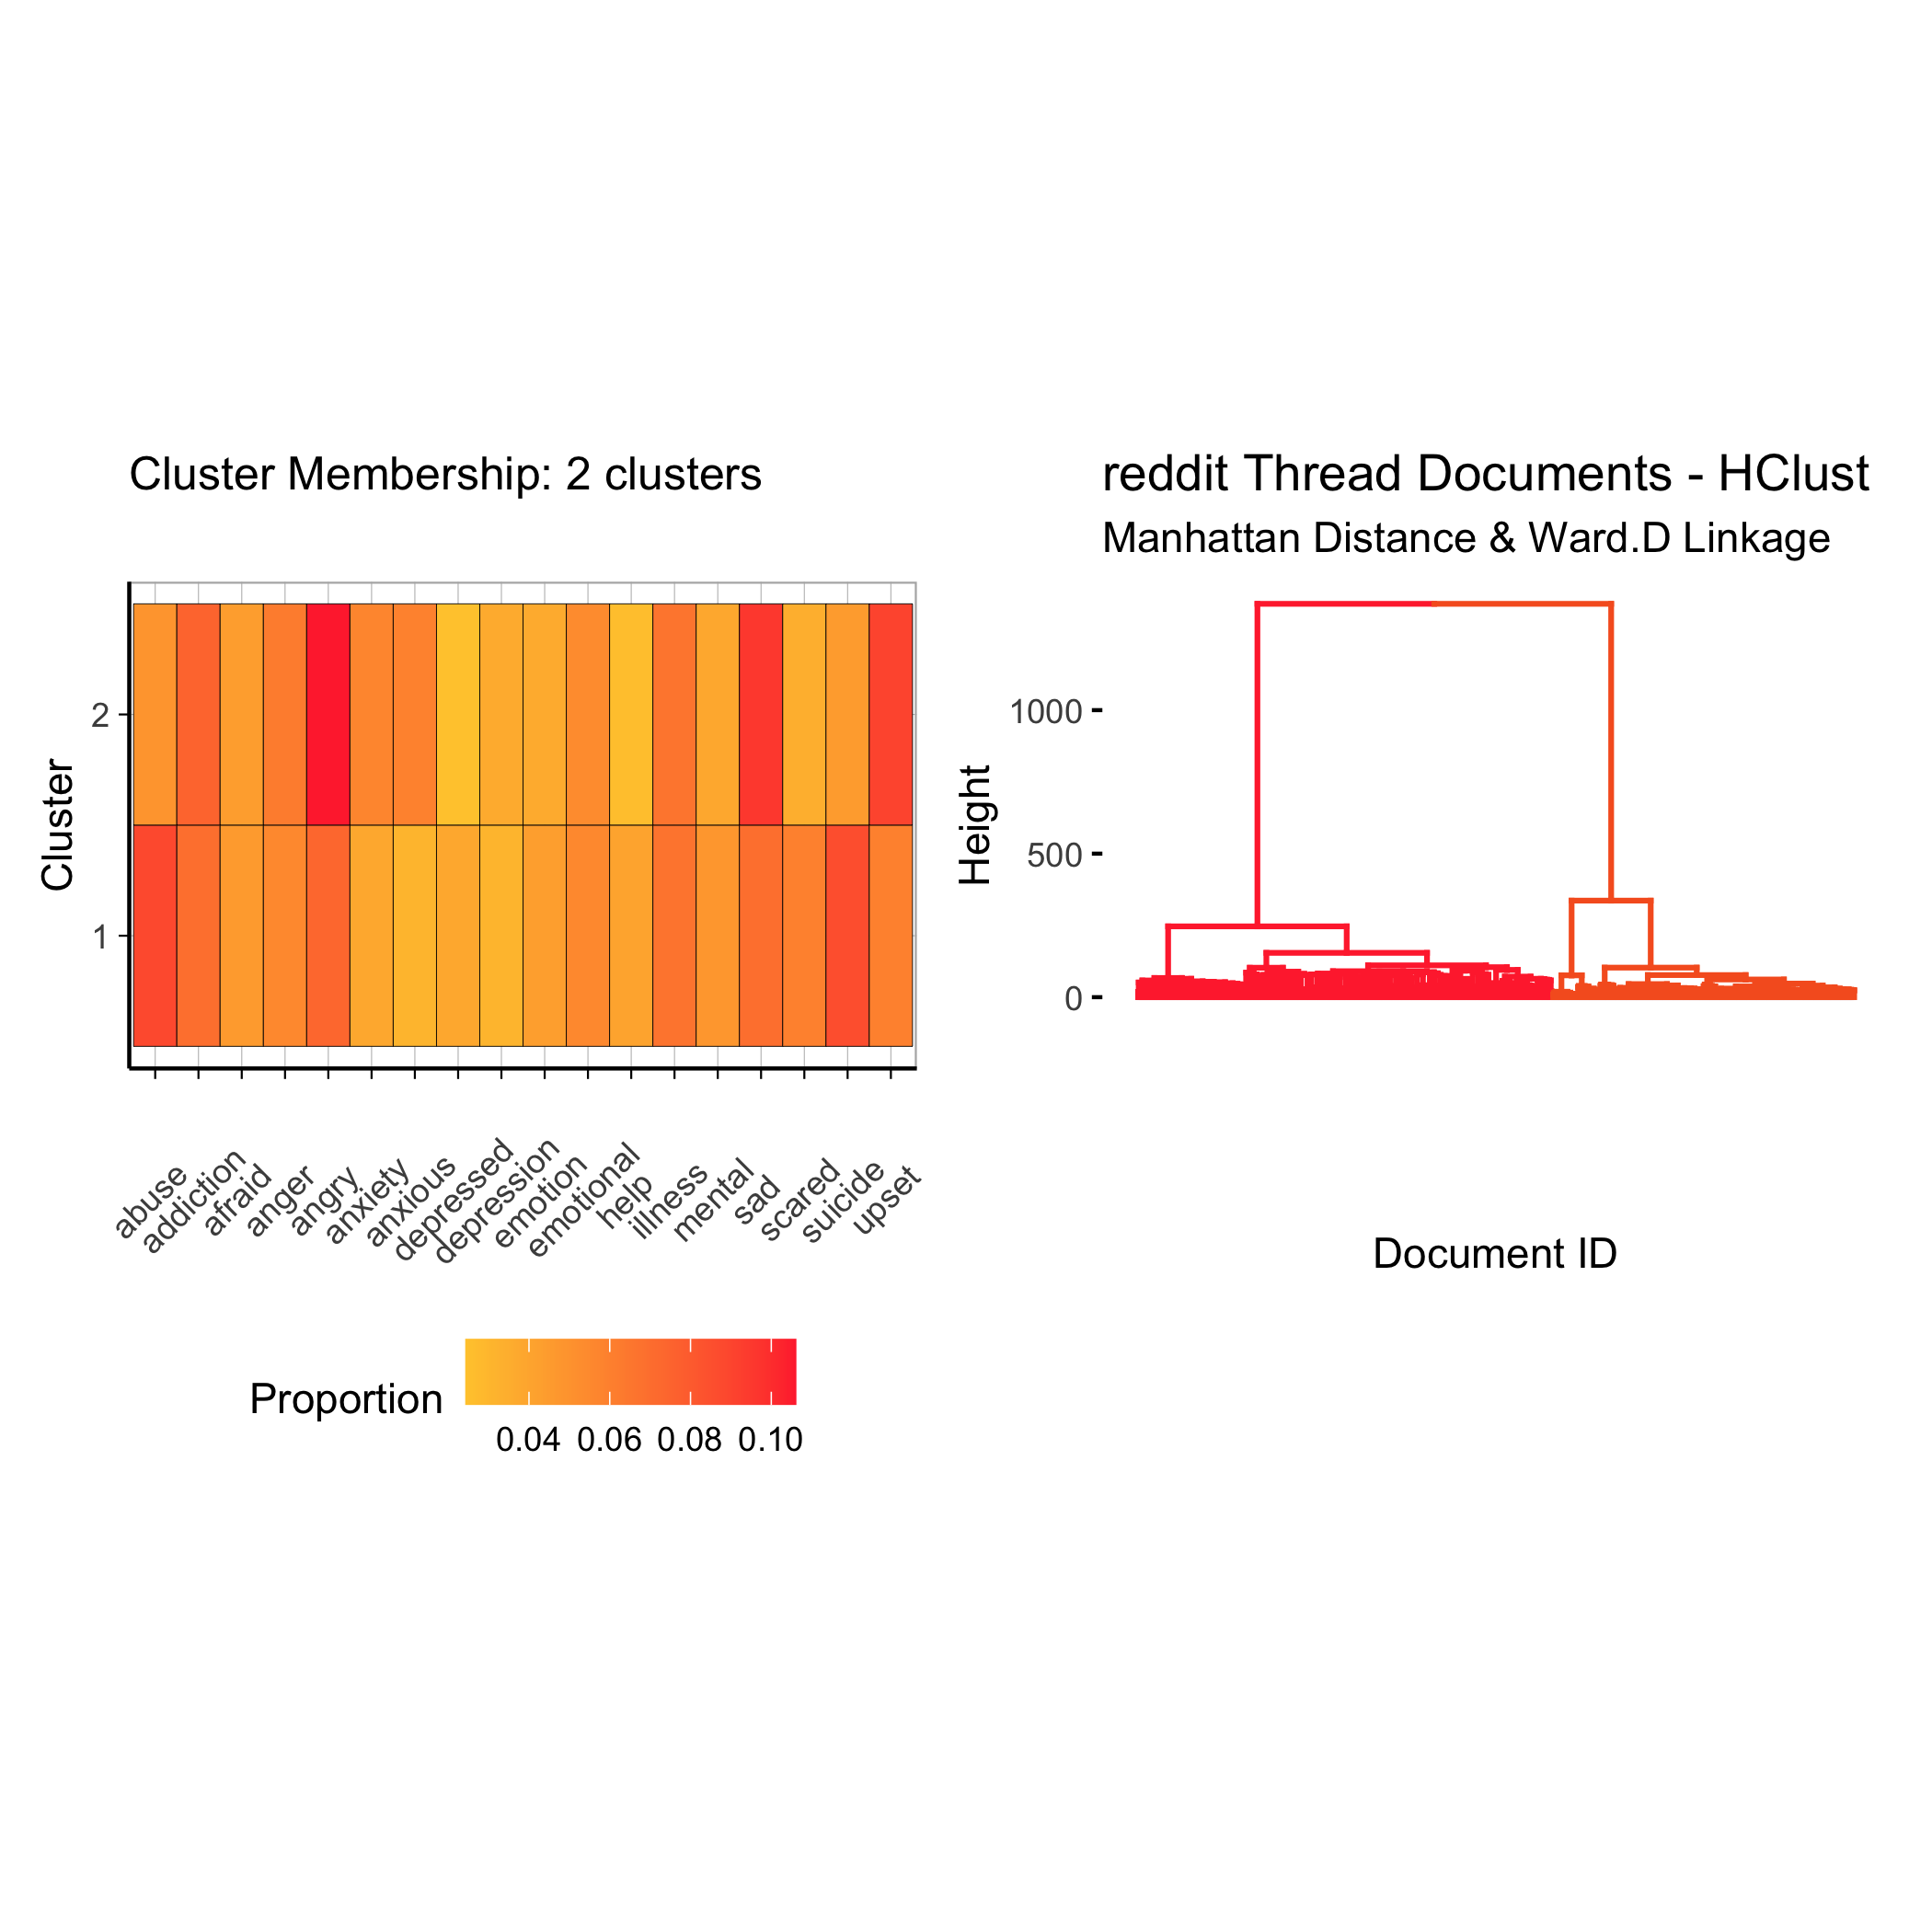 Cluster Membership: 2 clusters
Cluster
2
1
abuse
addiction
afraid
anger
angry
anxiety
anxious
depressed
depression
emotion
emotional
help
illness
mental
sad
scared
suicide
upset
Proportion
0.04 0.06 0.08 0.10
reddit Thread Documents - HClust
Manhattan Distance & Ward.D Linkage
Height
1000
500
0
Document ID